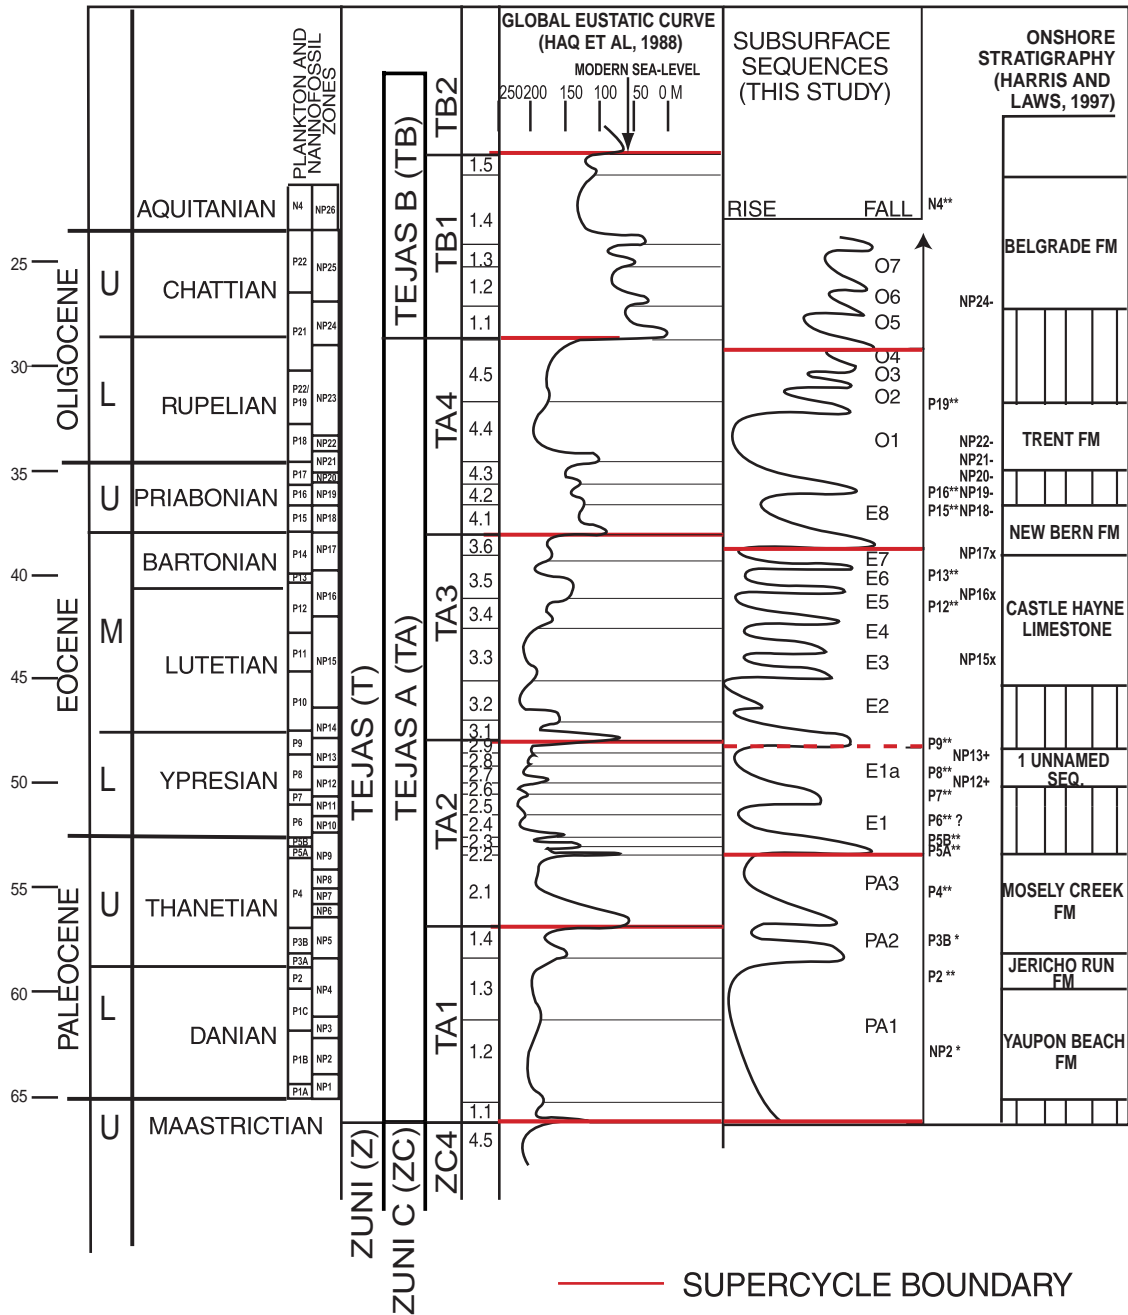 GLOBAL EUSTATIC CURVE
(HAQ ET AL, 1988)
MODERN SEA-LEVEL
250 200 150 100 50 0 M
SUBSURFACE
SEQUENCES
(THIS STUDY)
RISE FALL
ONSHORE
STRATIGRAPHY
(HARRIS AND
LAWS, 1997)
PLANKTON AND
NANNOFOSSIL
ZONES
25
30
35
40
45
50
55
60
65
OLIGOCENE
EOCENE
PALEOCENE
U
L
U
M
L
U
L
U
AQUITANIAN
CHATTIAN
RUPELIAN
PRIABONIAN
BARTONIAN
LUTETIAN
YPRESIAN
THANETIAN
DANIAN
MAASTRICTIAN
N4
P22
P21
P22/
P19
P18
P17
P16
P15
P14
P13
P12
P11
P10
P9
P8
P7
P6
P5B
P5A
P4
P3B
P3A
P2
P1C
P1B
P1A
NP26
NP25
NP24
NP23
NP22
NP21
NP20
NP19
NP18
NP17
NP16
NP15
NP14
NP13
NP12
NP11
NP10
NP9
NP8
NP7
NP6
NP5
NP4
NP3
NP2
NP1
TEJAS (T)
ZUNI (Z)
TEJAS B (TB)
TEJAS A (TA)
ZUNI C (ZC)
TB2
TB1
TA4
TA3
TA2
TA1
ZC4
1.5
1.4
1.3
1.2
1.1
4.5
4.4
4.3
4.2
4.1
3.6
3.5
3.4
3.3
3.2
3.1
2.9
2.8
2.7
2.6
2.5
2.4
2.3
2.2
2.1
1.4
1.3
1.2
1.1
4.5
O7
O6
O5
O4
O3
O2
O1
E8
E7
E6
E5
E4
E3
E2
E1a
E1
PA3
PA2
PA1
N4**
NP24-
P19**
NP22-
NP21-
NP20-
P16**NP19-
P15**NP18-
NP17x
P13**
NP16x
P12**
NP15x
P9**
NP13+
P8**
NP12+
P7**
P6** ?
P5B**
P5A**
P4**
P3B *
P2 **
NP2 *
BELGRADE FM
TRENT FM
NEW BERN FM
CASTLE HAYNE
LIMESTONE
1 UNNAMED
SEQ.
MOSELY CREEK
FM
JERICHO RUN
FM
YAUPON BEACH
FM
SUPERCYCLE BOUNDARY